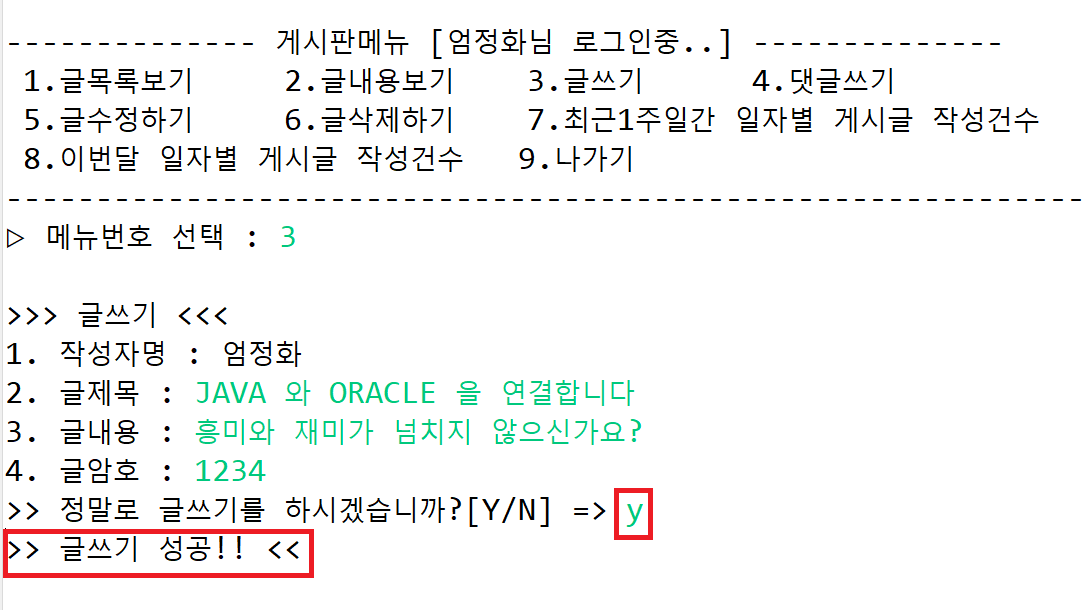 -------------- 게시판메뉴 [엄정화님 로그인중..] --------------
1.글목록보기 2.글내용보기 3.글쓰기 4.댓글쓰기
5.글수정하기 6.글삭제하기 7.최근1주일간 일자별 게시글 작성건수
8.이번달 일자별 게시글 작성건수 9.나가기
------------------------------------------------------------
▷ 메뉴번호 선택 : 3
>>> 글쓰기 <<<
1. 작성자명 : 엄정화
2. 글제목 : JAVA 와 ORACLE 을 연결합니다
3. 글내용 : 흥미와 재미가 넘치지 않으신가요?
4. 글암호 : 1234
>> 정말로 글쓰기를 하시겠습니까?[Y/N] => y
>> 글쓰기 성공!! <<